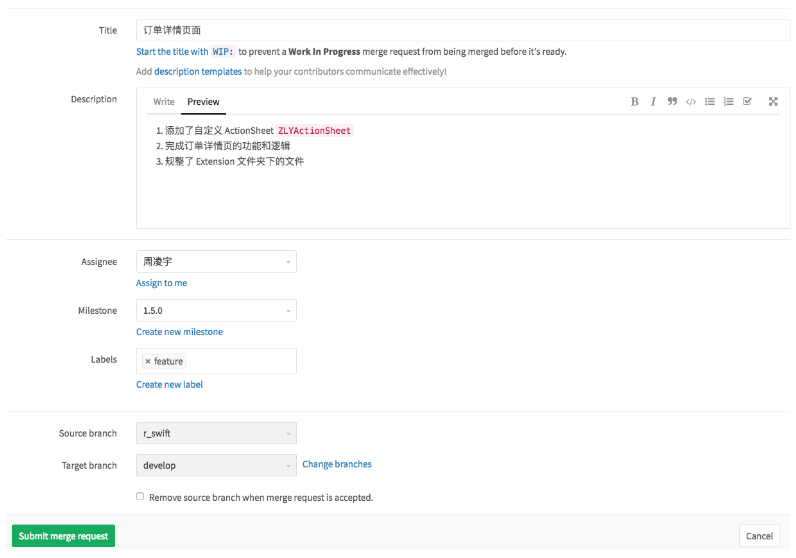 Title
订单详情页面
Start the title with WIP: to prevent a Work In Progress merge request from being merged before it's ready.
Add description templates to help your contributors communicate effectively!
Description
Write Preview
1. 添加了自定义 ActionSheet ZLYActionSheet
2. 完成订单详情页的功能和逻辑
3. 规整了 Extension 文件夹下的文件
Assignee
周凌宇
Assign to me
Milestone
1.5.0
Create new milestone
Labels
× feature
Create new label
Source branch
r_swift
Target branch
develop
Change branches
Remove source branch when merge request is accepted.
Submit merge request
Cancel